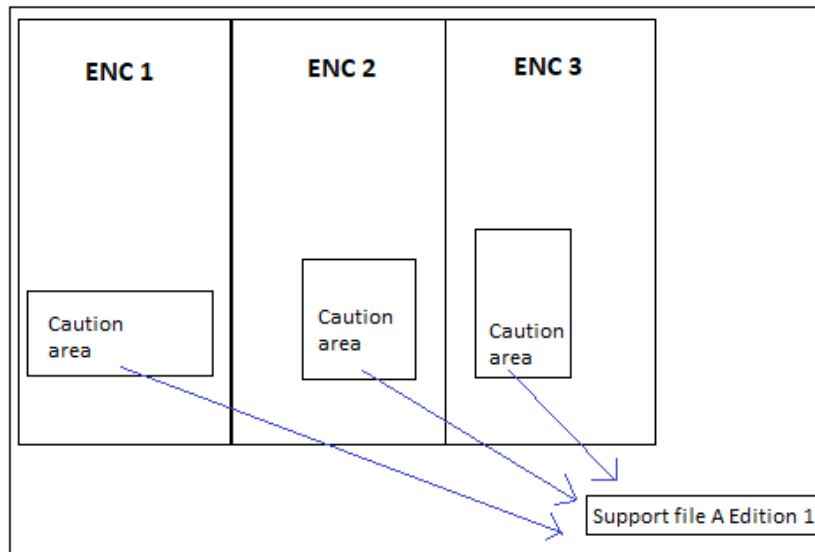 ENC 1
ENC 2
ENC 3
Caution
area
Caution
area
Caution
area
Support file A Edition 1